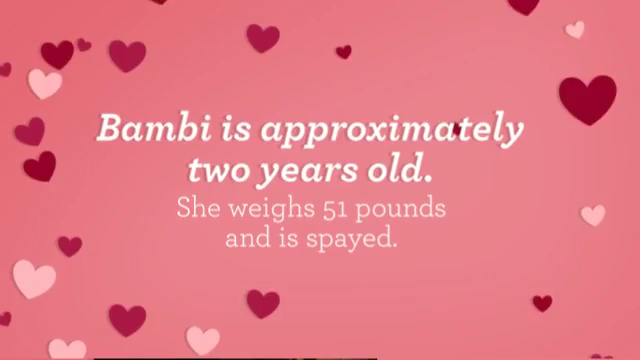 Bambi is approximately
two years old.
She weighs 51 pounds
and is spayed.